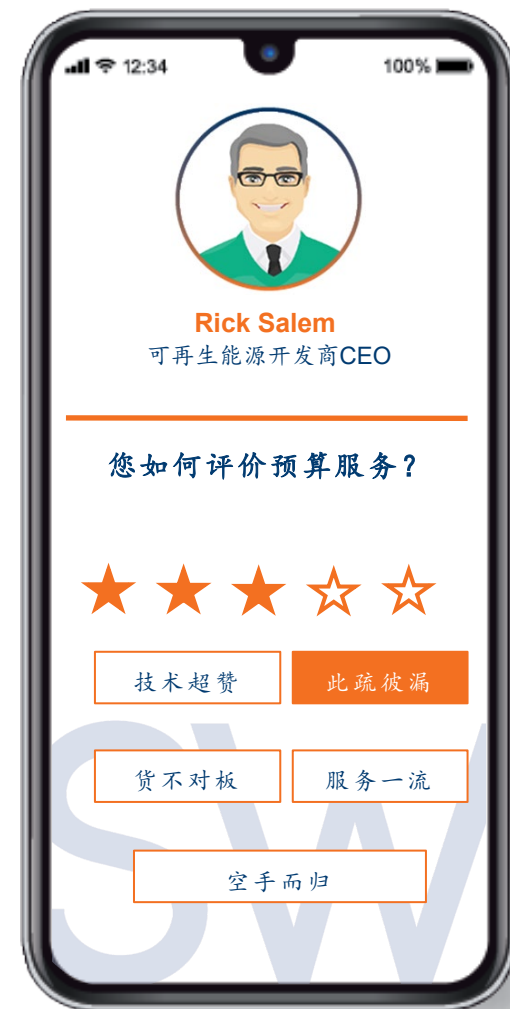 12:34 100%
Rick Salem
可再生能源开发商CEO
您如何评价预算服务？
技术超赞 此疏彼漏
货不对板 服务一流
空手而归
SW